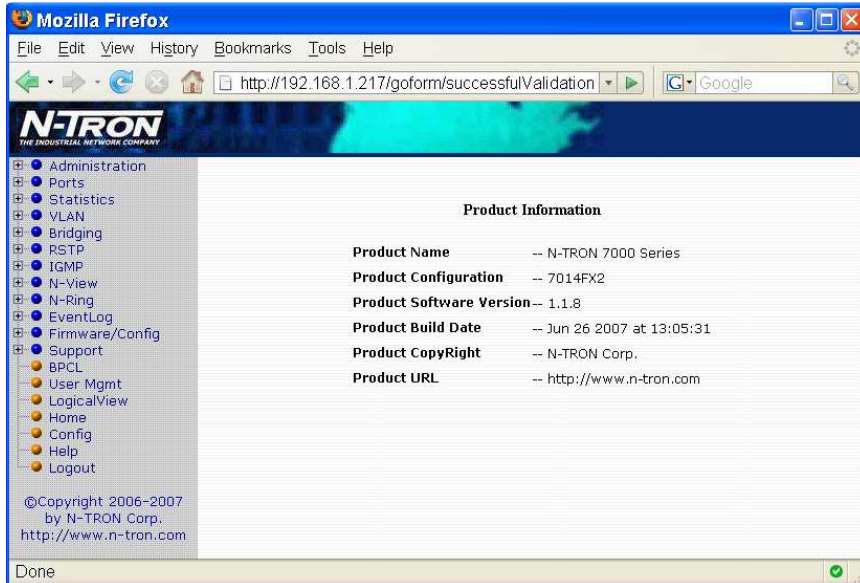 Mozilla Firefox
File Edit View History Bookmarks Tools Help
http://192.168.1.217/goform/successfulValidation
G Google
N-TRON
THE INDUSTRIAL NETWORK COMPANY
Administration
Ports
Statistics
VLAN
Bridging
RSTP
IGMP
N-View
N-Ring
EventLog
Firmware/Config
Support
BPCL
User Mgmt
LogicalView
Home
Config
Help
Logout
©Copyright 2006-2007
by N-TRON Corp.
http://www.n-tron.com
Product Information
Product Name -- N-TRON 7000 Series
Product Configuration -- 7014FX2
Product Software Version -- 1.1.8
Product Build Date -- Jun 26 2007 at 13:05:31
Product CopyRight -- N-TRON Corp.
Product URL -- http://www.n-tron.com
Done